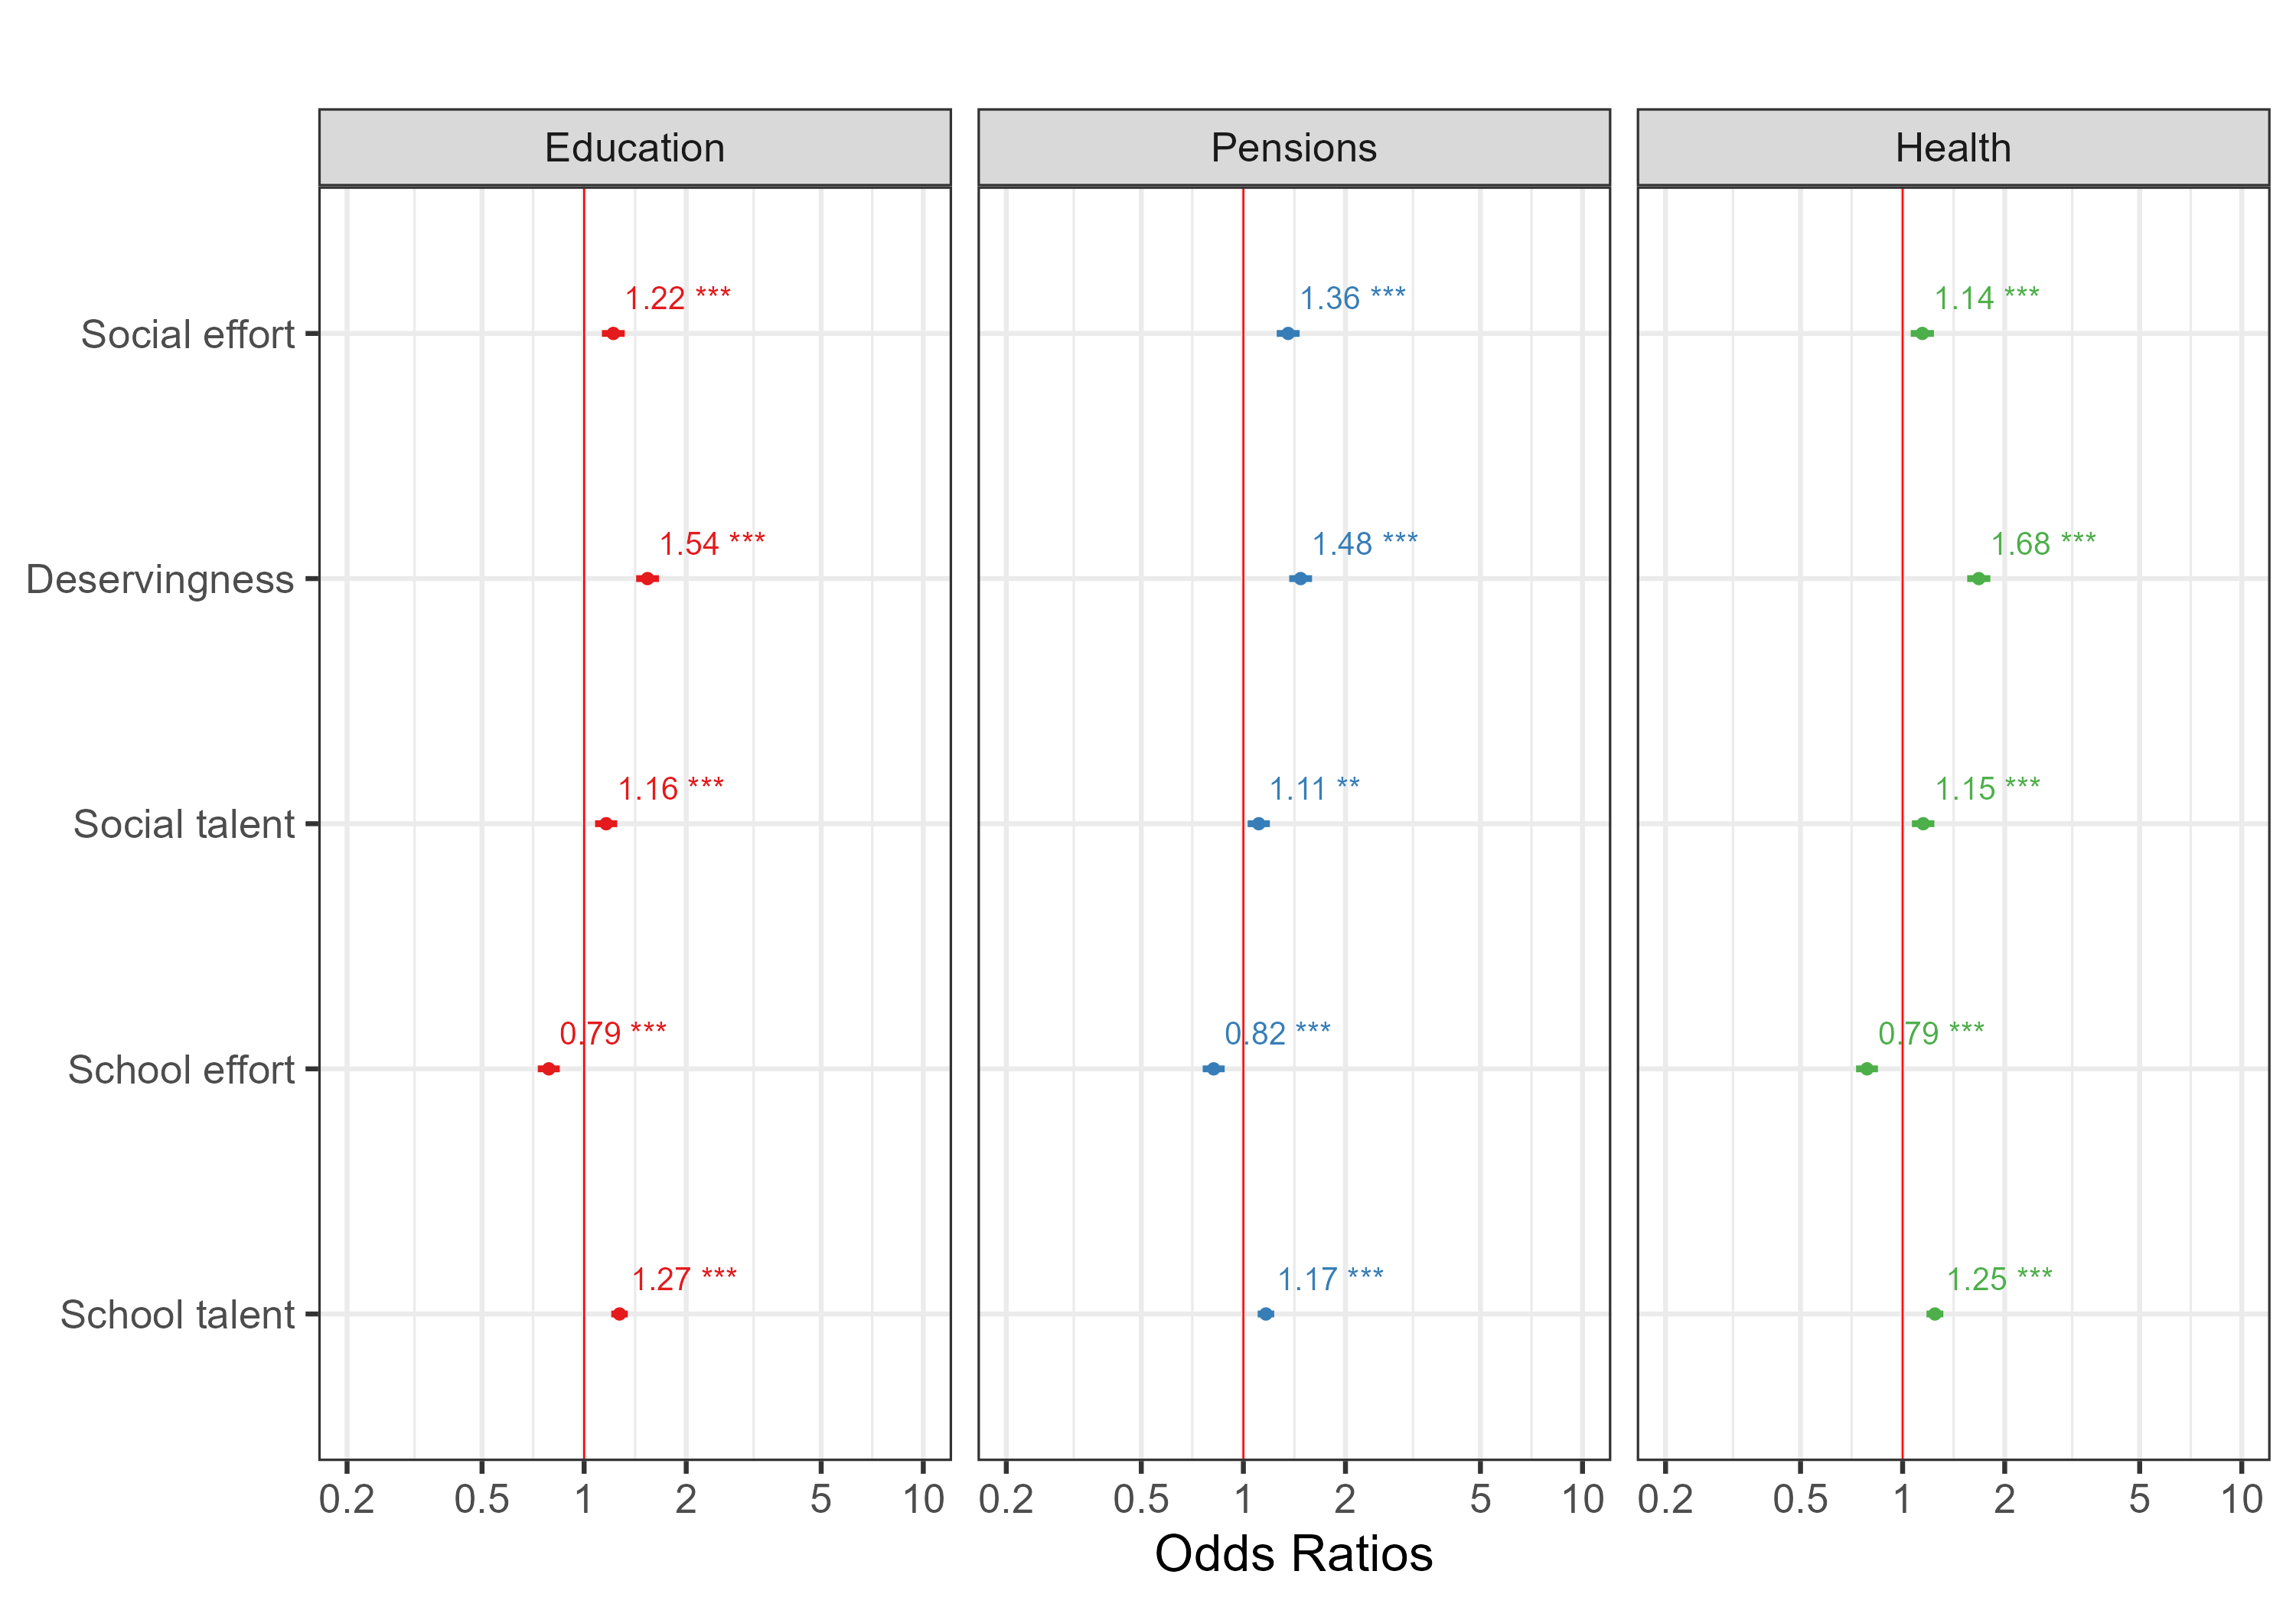 Education Pensions Health
Social effort 1.22 *** 1.36 *** 1.14 ***
Deservingness 1.54 *** 1.48 *** 1.68 ***
Social talent 1.16 *** 1.11 ** 1.15 ***
School effort 0.79 *** 0.82 *** 0.79 ***
School talent 1.27 *** 1.17 *** 1.25 ***
0.2 0.5 1 2 5 10 0.2 0.5 1 2 5 10 0.2 0.5 1 2 5 10
Odds Ratios